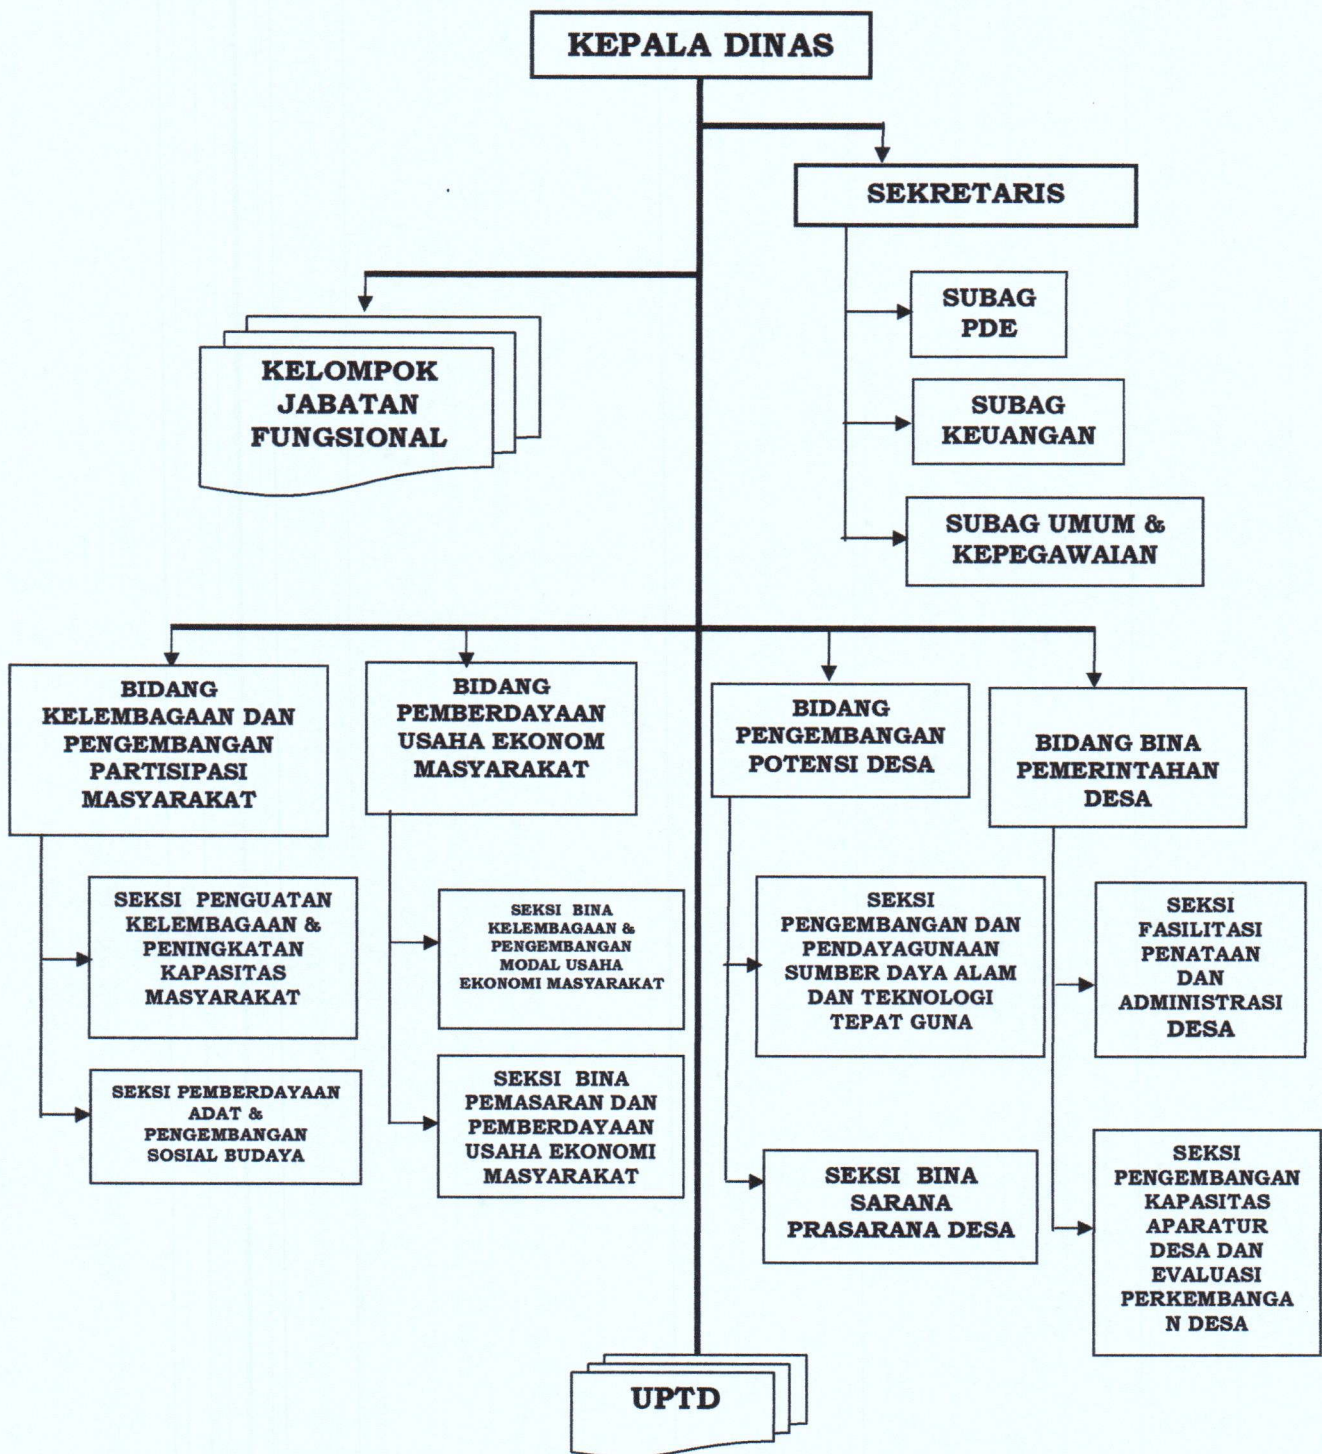 KEPALA DINAS
SEKRETARIS
SUBAG
PDE
SUBAG
KEUANGAN
SUBAG UMUM &
KEPEGAWAIAN
KELOMPOK
JABATAN
FUNGSIONAL
BIDANG
KELEMBAGAAN DAN
PENGEMBANGAN
PARTISIPASI
MASYARAKAT
BIDANG
PEMBERDAYAAN
USAHA EKONOM
MASYARAKAT
BIDANG
PENGEMBANGAN
POTENSI DESA
BIDANG BINA
PEMERINTAHAN
DESA
SEKSI PENGUATAN
KELEMBAGAAN &
PENINGKATAN
KAPASITAS
MASYARAKAT
SEKSI PEMBERDAYAAN
ADAT &
PENGEMBANGAN
SOSIAL BUDAYA
SEKSI BINA
KELEMBAGAAN &
PENGEMBANGAN
MODAL USAHA
EKONOMI MASYARAKAT
SEKSI BINA
PEMASARAN DAN
PEMBERDAYAAN
USAHA EKONOMI
MASYARAKAT
SEKSI
PENGEMBANGAN DAN
PENDAYAGUNAAN
SUMBER DAYA ALAM
DAN TEKNOLOGI
TEPAT GUNA
SEKSI BINA
SARANA
PRASARANA DESA
SEKSI
FASILITASI
PENATAAN
DAN
ADMINISTRASI
DESA
SEKSI
PENGEMBANGAN
KAPASITAS
APARATUR
DESA DAN
EVALUASI
PERKEMBANGA
N DESA
UPTD